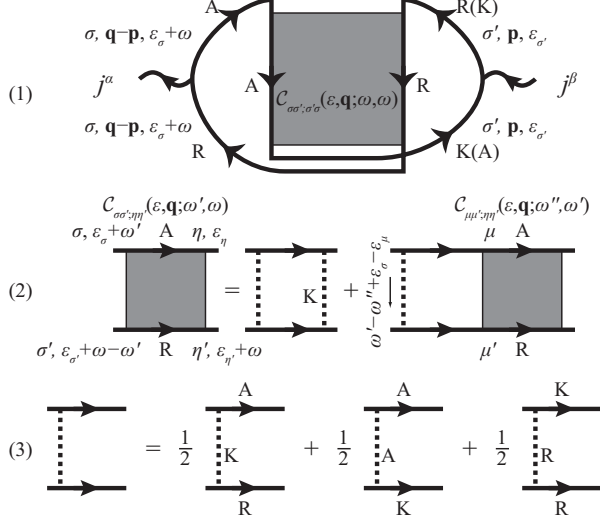 A R(K)
σ, q−p, ε_σ+ω σ′, p, ε_σ′
(1) j^α A C_σσ′;σ′σ(ε,q;ω,ω) R j^β
σ, q−p, ε_σ+ω σ′, p, ε_σ′
R K(A)
C_σσ′;ηη′(ε,q;ω′,ω) C_μμ′;ηη′(ε,q;ω″,ω′)
σ, ε_σ+ω′ A η, ε_η μ A
(2) = K + ω′−ω″+ε_σ−ε_μ
σ′, ε_σ′+ω−ω′ R η′, ε_η′+ω μ′ R
A A K
(3) = 1/2 K + 1/2 A + 1/2 R
R K R